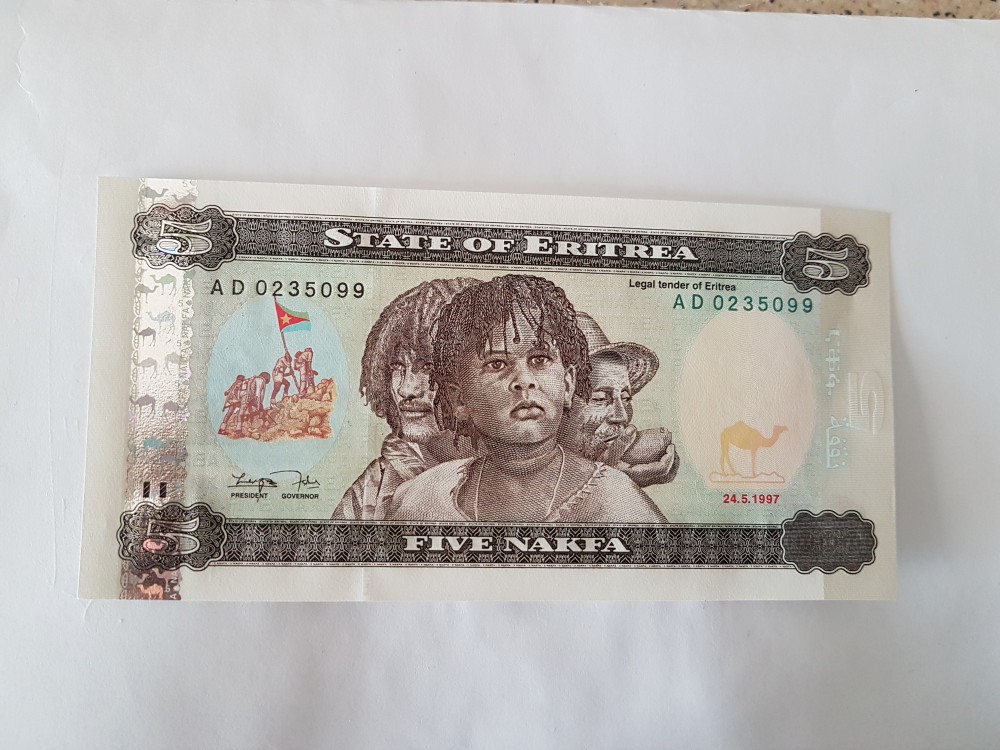 5 STATE OF ERITREA 5
Legal tender of Eritrea
AD 0235099 AD 0235099
PRESIDENT GOVERNOR
24.5.1997
5 FIVE NAKFA
5